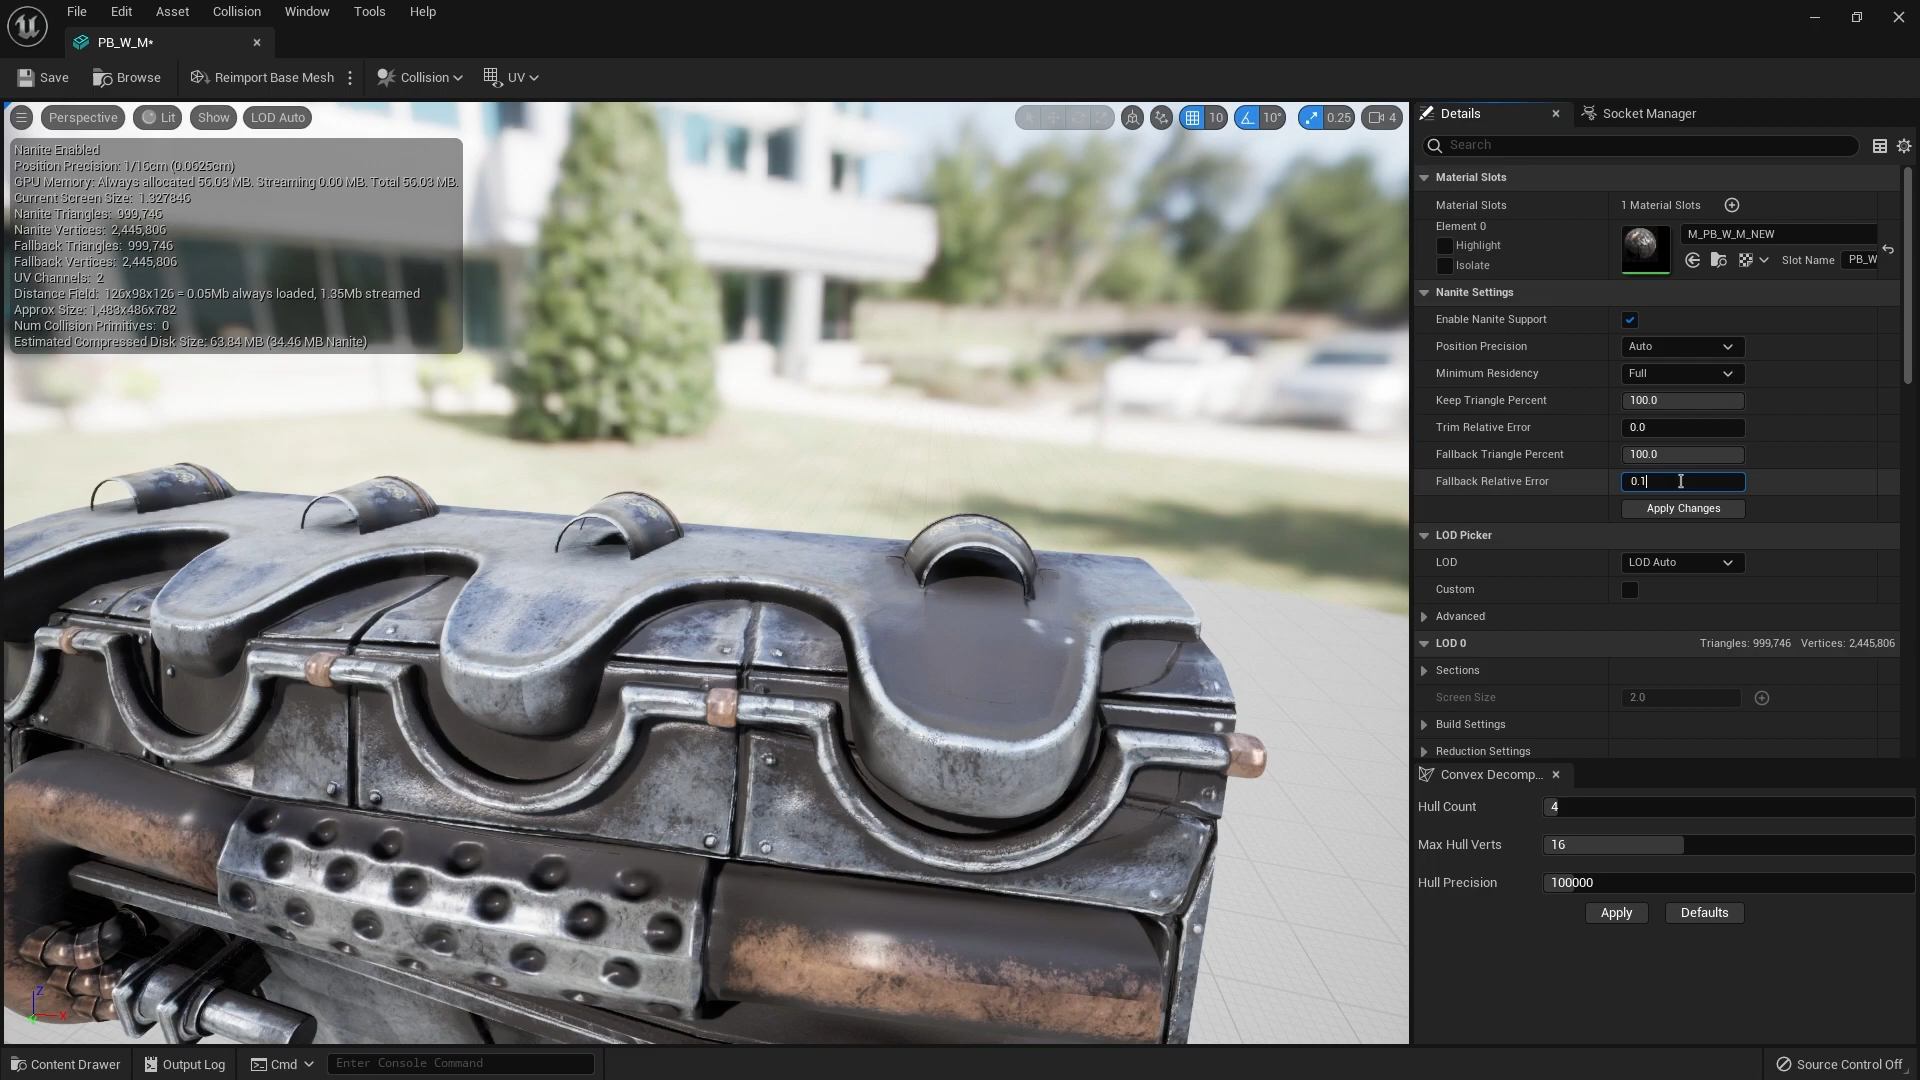 File Edit Asset Collision Window Tools Help
PB_W_M*
Save Browse Reimport Base Mesh Collision UV
Perspective Lit Show LOD Auto 10 10° 0.25 4
Nanite Enabled
Position Precision: 1/16cm (0.0625cm)
GPU Memory: Always allocated 56.03 MB. Streaming 0.00 MB. Total 56.03 MB.
Current Screen Size: 1.327846
Nanite Triangles: 999,746
Nanite Vertices: 2,445,806
Fallback Triangles: 999,746
Fallback Vertices: 2,445,806
UV Channels: 2
Distance Field: 126x98x126 = 0.05Mb always loaded, 1.35Mb streamed
Approx Size: 1,483x486x782
Num Collision Primitives: 0
Estimated Compressed Disk Size: 63.84 MB (34.46 MB Nanite)
Z
X
Y
Details Socket Manager
Search
Material Slots
Material Slots 1 Material Slots
Element 0
Highlight
Isolate
M_PB_W_M_NEW
Slot Name PB_W
Nanite Settings
Enable Nanite Support
Position Precision Auto
Minimum Residency Full
Keep Triangle Percent 100.0
Trim Relative Error 0.0
Fallback Triangle Percent 100.0
Fallback Relative Error 0.1
Apply Changes
LOD Picker
LOD LOD Auto
Custom
Advanced
LOD 0 Triangles: 999,746 Vertices: 2,445,806
Sections
Screen Size 2.0
Build Settings
Reduction Settings
Convex Decomp...
Hull Count 4
Max Hull Verts 16
Hull Precision 100000
Apply Defaults
Content Drawer Output Log Cmd Enter Console Command Source Control Off